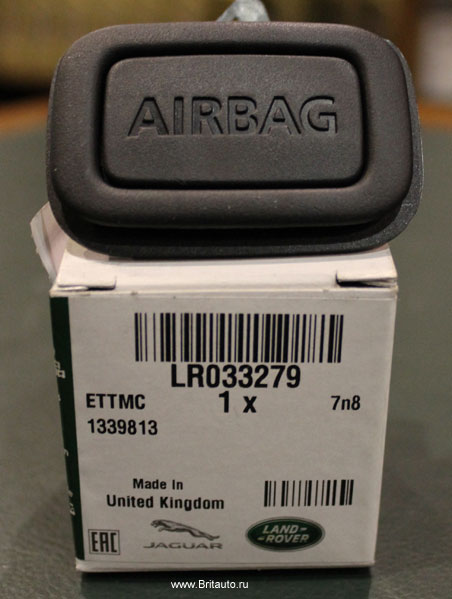 AIRBAG
LR033279
ETTMC 1 x 7n8
1339813
Made in
United Kingdom
EAC JAGUAR LAND-ROVER
www.Britauto.ru